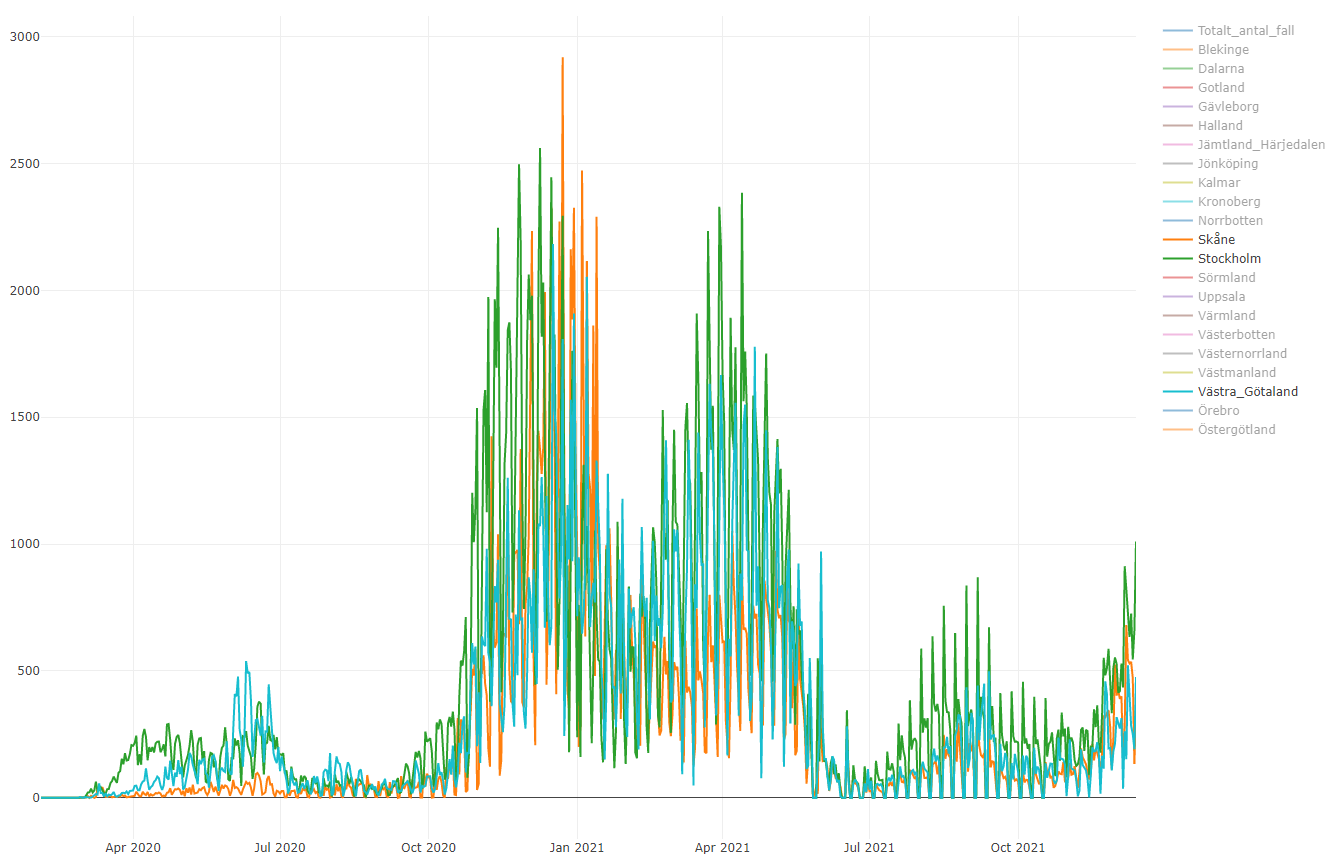 3000
2500
2000
1500
1000
500
0
Apr 2020
Jul 2020
Oct 2020
Jan 2021
Apr 2021
Jul 2021
Oct 2021
Totalt_antal_fall
Blekinge
Dalarna
Gotland
Gävleborg
Halland
Jämtland_Härjedalen
Jönköping
Kalmar
Kronoberg
Norrbotten
Skåne
Stockholm
Sörmland
Uppsala
Värmland
Västerbotten
Västernorrland
Västmanland
Västra_Götaland
Örebro
Östergötland